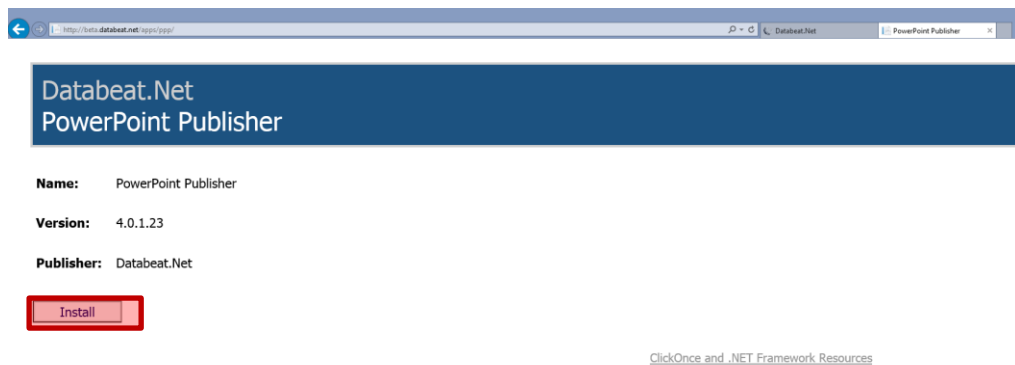 http://beta.databeat.net/apps/ppp/
Databeat.Net
PowerPoint Publisher
Databeat.Net
PowerPoint Publisher
Name: PowerPoint Publisher
Version: 4.0.1.23
Publisher: Databeat.Net
Install
ClickOnce and .NET Framework Resources